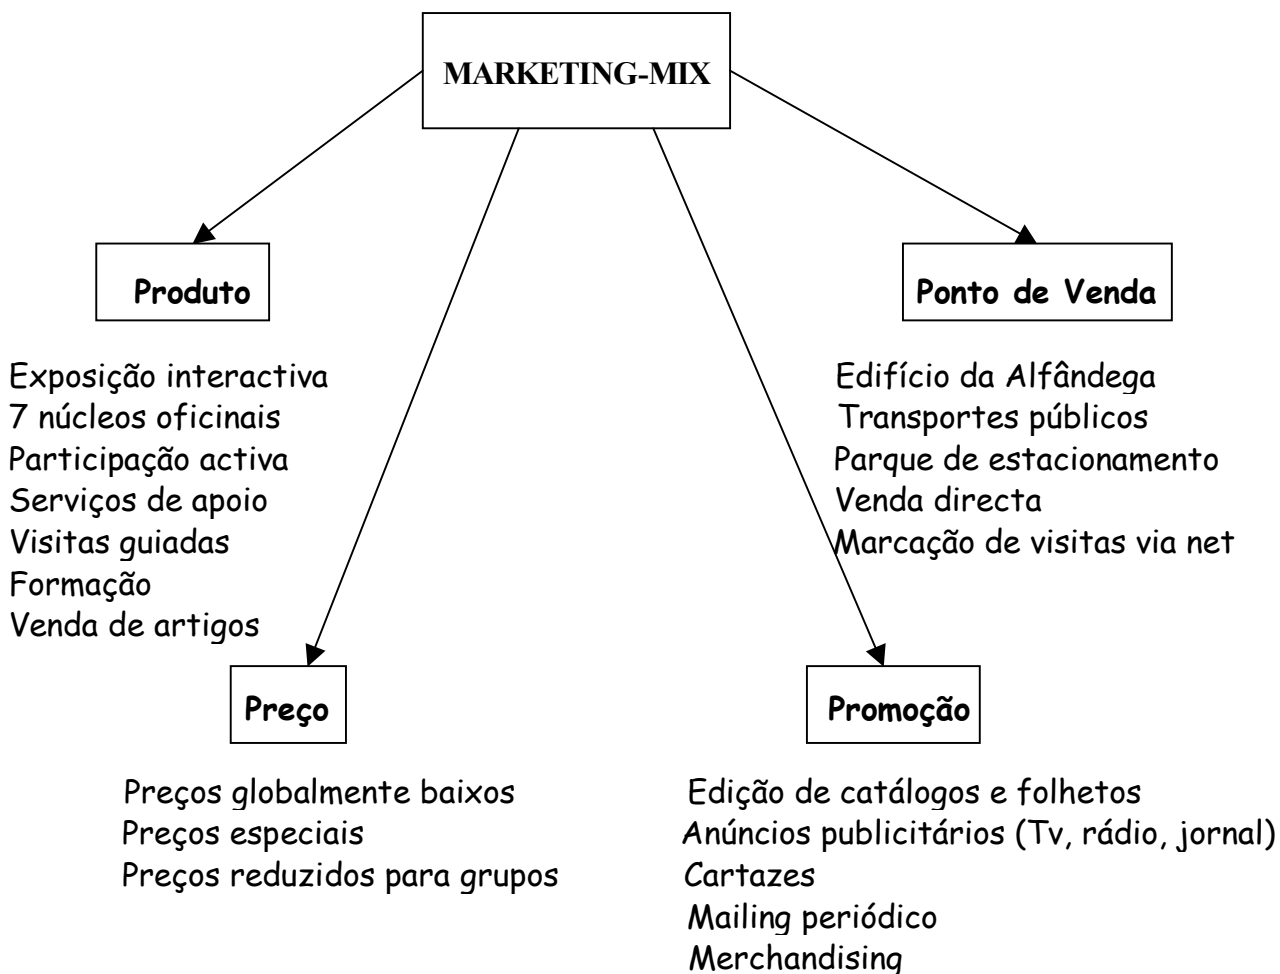 MARKETING-MIX
Produto
Exposição interactiva
7 núcleos oficinais
Participação activa
Serviços de apoio
Visitas guiadas
Formação
Venda de artigos
Ponto de Venda
Edifício da Alfândega
Transportes públicos
Parque de estacionamento
Venda directa
Marcação de visitas via net
Preço
Preços globalmente baixos
Preços especiais
Preços reduzidos para grupos
Promoção
Edição de catálogos e folhetos
Anúncios publicitários (Tv, rádio, jornal)
Cartazes
Mailing periódico
Merchandising